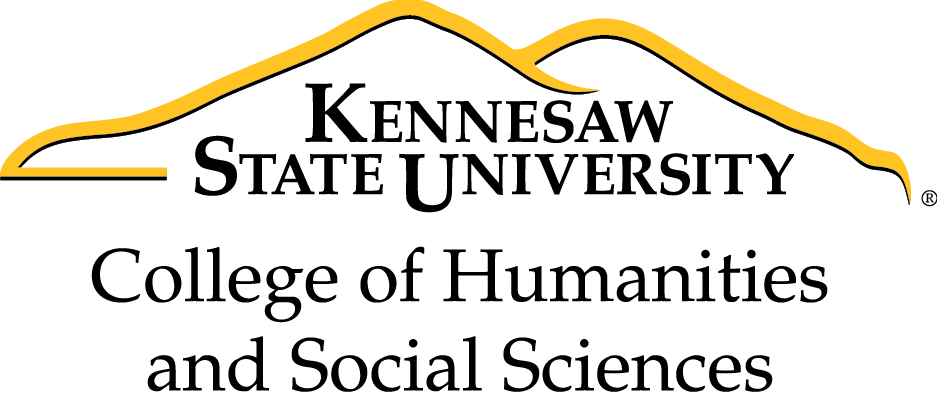 KENNESAW
STATE UNIVERSITY
®
College of Humanities
and Social Sciences